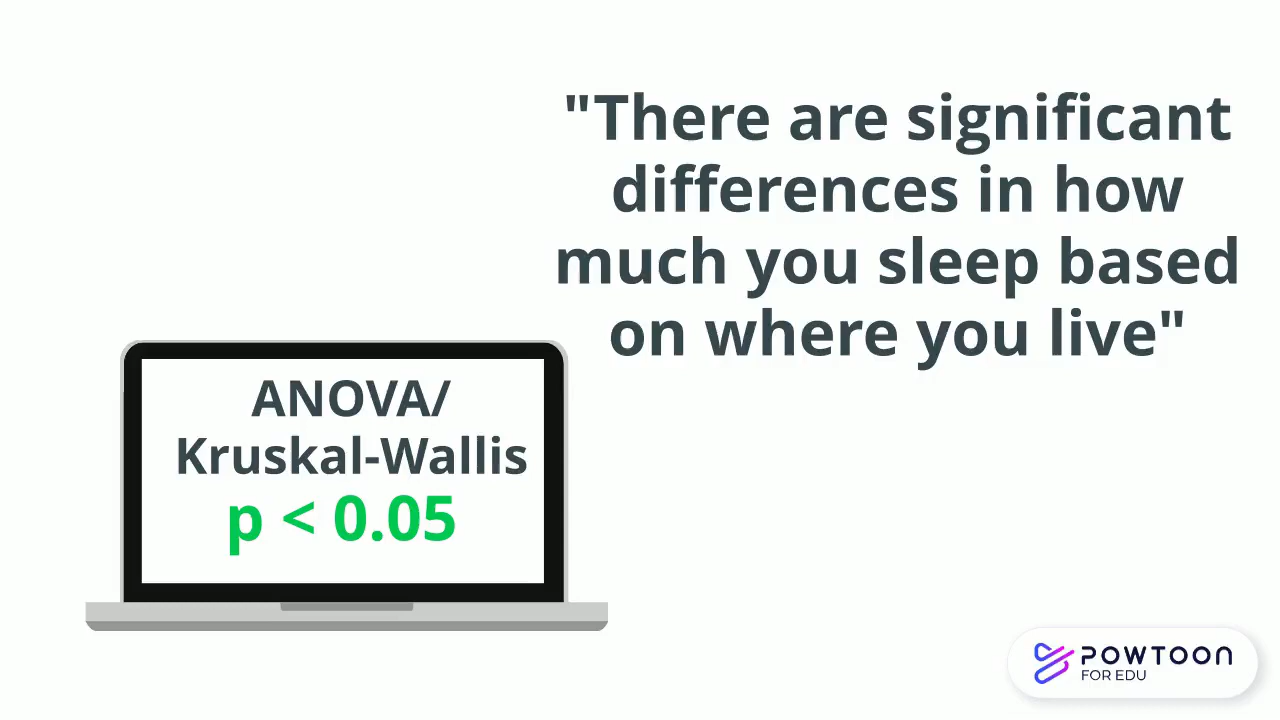 "There are significant
differences in how
much you sleep based
on where you live"
ANOVA/
Kruskal-Wallis
p < 0.05
POWTOON
FOR EDU